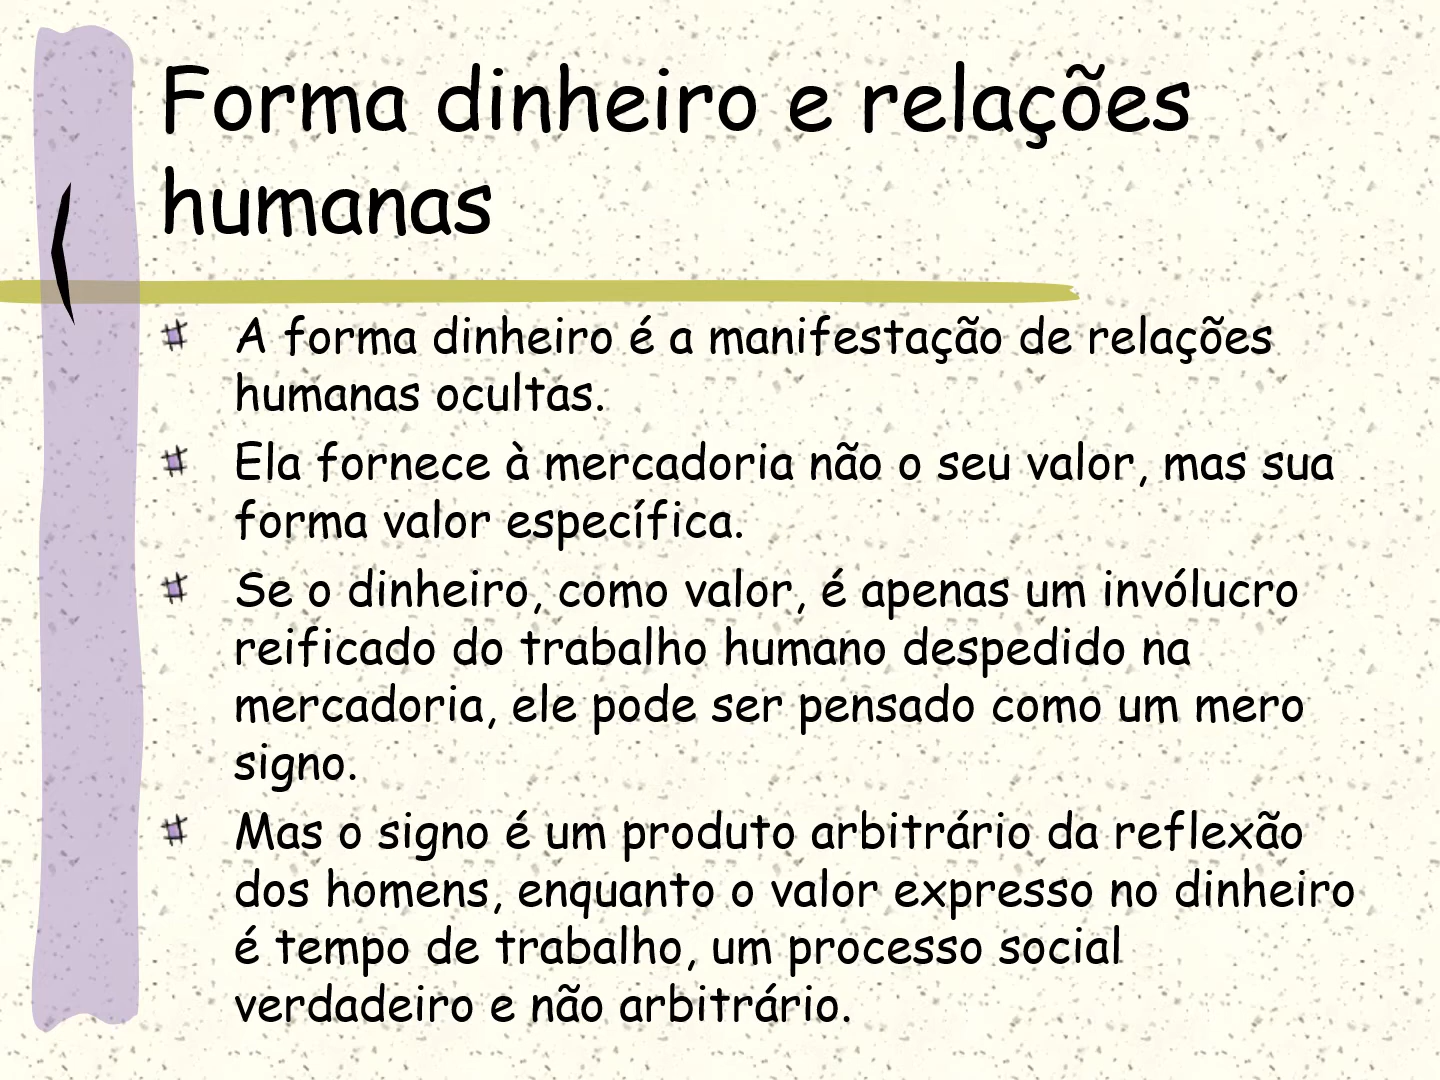 Forma dinheiro e relações
humanas
A forma dinheiro é a manifestação de relações
humanas ocultas.
Ela fornece à mercadoria não o seu valor, mas sua
forma valor específica.
Se o dinheiro, como valor, é apenas um invólucro
reificado do trabalho humano despedido na
mercadoria, ele pode ser pensado como um mero
signo.
Mas o signo é um produto arbitrário da reflexão
dos homens, enquanto o valor expresso no dinheiro
é tempo de trabalho, um processo social
verdadeiro e não arbitrário.